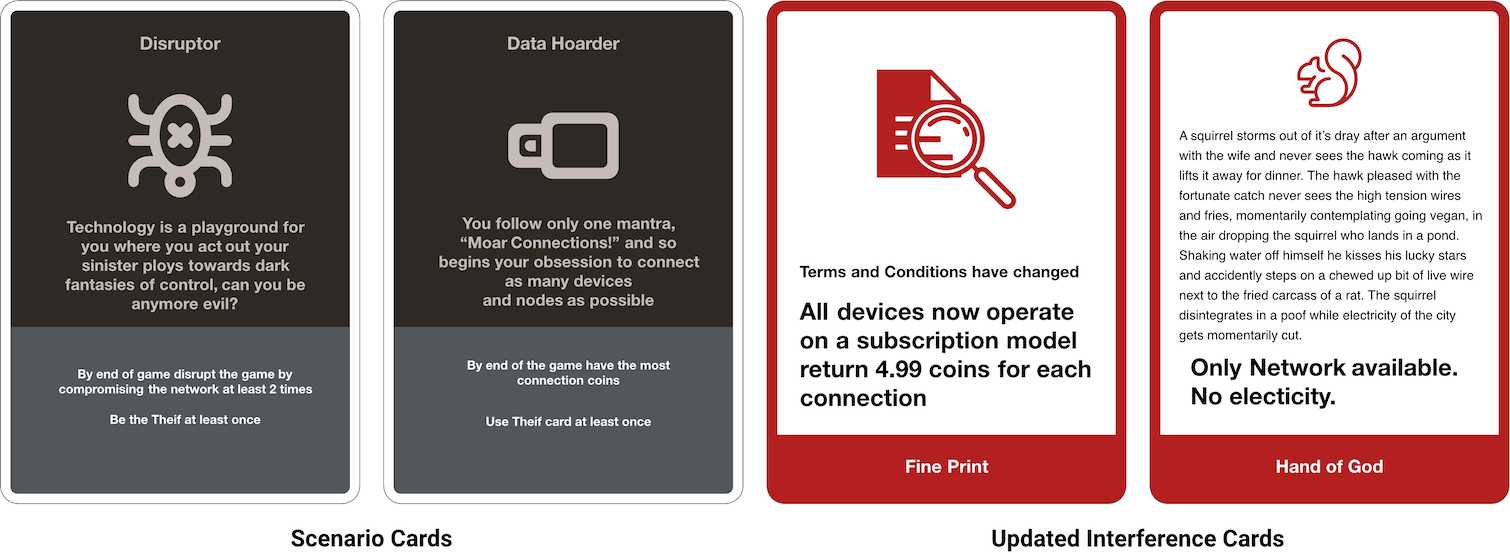 Disruptor
Technology is a playground for
you where you act out your
sinister ploys towards dark
fantasies of control, can you be
anymore evil?
By end of game disrupt the game by
compromising the network at least 2 times
Be the Theif at least once
Data Hoarder
You follow only one mantra,
“Moar Connections!” and so
begins your obsession to connect
as many devices
and nodes as possible
By end of the game have the most
connection coins
Use Theif card at least once
Scenario Cards
Terms and Conditions have changed
All devices now operate
on a subscription model
return 4.99 coins for each
connection
Fine Print
A squirrel storms out of it’s dray after an argument
with the wife and never sees the hawk coming as it
lifts it away for dinner. The hawk pleased with the
fortunate catch never sees the high tension wires
and fries, momentarily contemplating going vegan, in
the air dropping the squirrel who lands in a pond.
Shaking water off himself he kisses his lucky stars
and accidently steps on a chewed up bit of live wire
next to the fried carcass of a rat. The squirrel
disintegrates in a poof while electricity of the city
gets momentarily cut.
Only Network available.
No electicity.
Hand of God
Updated Interference Cards